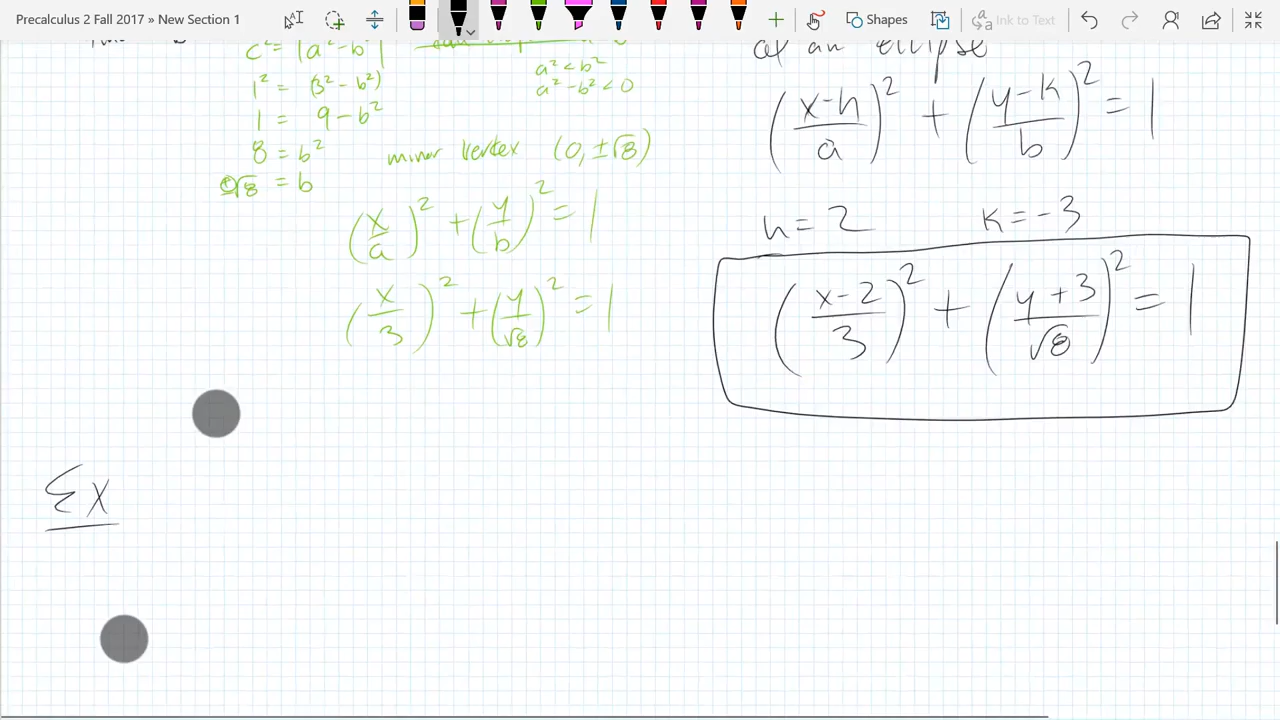 Precalculus 2 Fall 2017 » New Section 1
Shapes
Ink to Text
c² = |a² - b²|
1² = (3² - b²)
1 = 9 - b²
8 = b²
±√8 = b
a² < b²
a² - b² < 0
minor vertex (0, ±√8)
(x/a)² + (y/b)² = 1
(x/3)² + (y/√8)² = 1
of an ellipse
((x-h)/a)² + ((y-k)/b)² = 1
h = 2 k = -3
((x-2)/3)² + ((y+3)/√8)² = 1
Ex